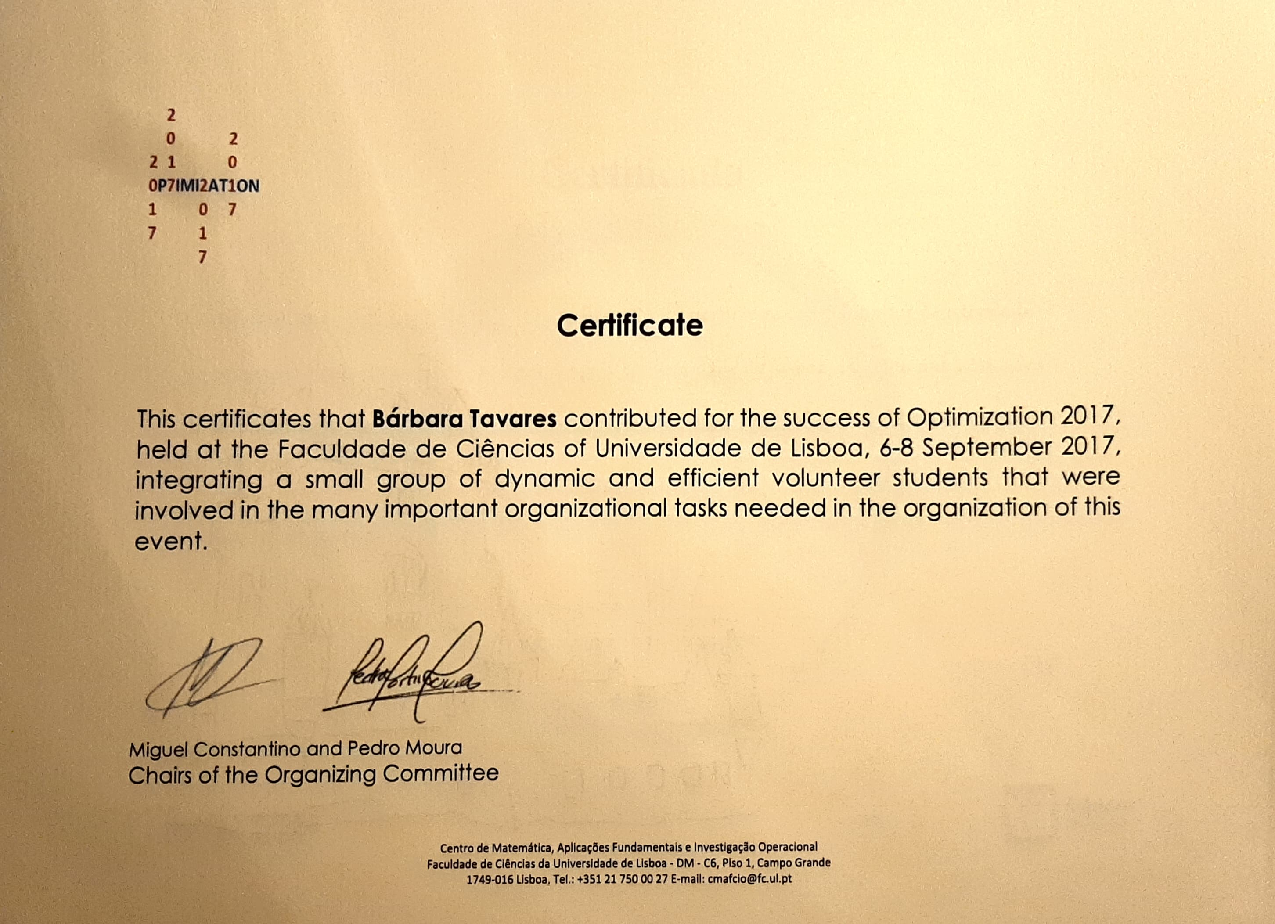 2
0 2
2 1 0
0P7IMI2AT1ON
1 0 7
7 1
7
Certificate
This certificates that Bárbara Tavares contributed for the success of Optimization 2017,
held at the Faculdade de Ciências of Universidade de Lisboa, 6-8 September 2017,
integrating a small group of dynamic and efficient volunteer students that were
involved in the many important organizational tasks needed in the organization of this
event.
Miguel Constantino and Pedro Moura
Chairs of the Organizing Committee
Centro de Matemática, Aplicações Fundamentais e Investigação Operacional
Faculdade de Ciências da Universidade de Lisboa - DM - C6, Piso 1, Campo Grande
1749-016 Lisboa, Tel.: +351 21 750 00 27 E-mail: cmafcio@fc.ul.pt